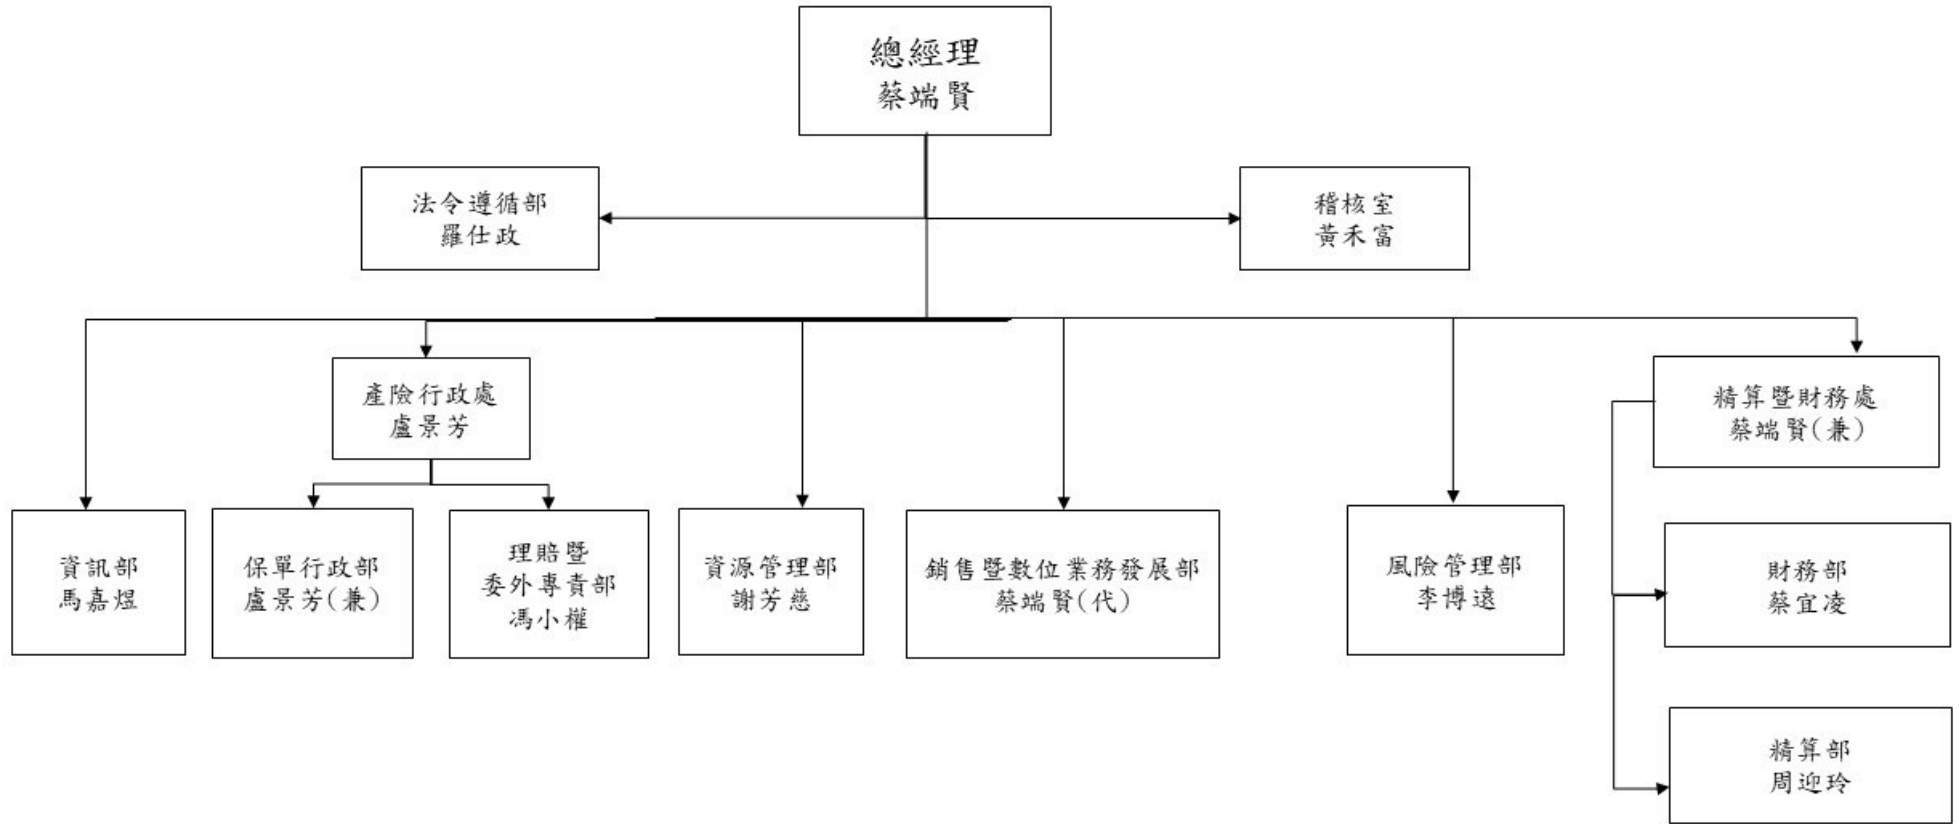 總經理
蔡端賢
法令遵循部
羅仕政
稽核室
黃禾富
產險行政處
盧景芳
精算暨財務處
蔡端賢(兼)
資訊部
馬嘉煜
保單行政部
盧景芳(兼)
理賠暨
委外專責部
馮小權
資源管理部
謝芳慈
銷售暨數位業務發展部
蔡端賢(代)
風險管理部
李博遠
財務部
蔡宜凌
精算部
周迎玲